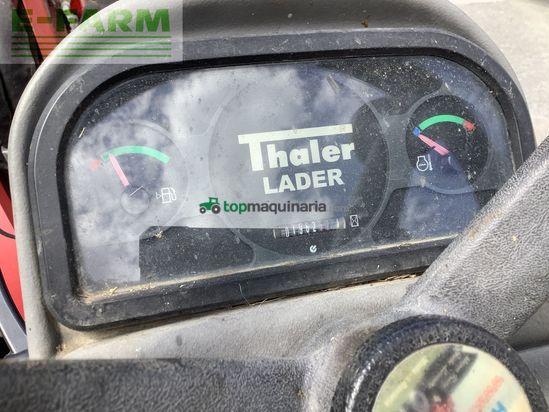 E-FARM
Thaler
LADER
topmaquinaria